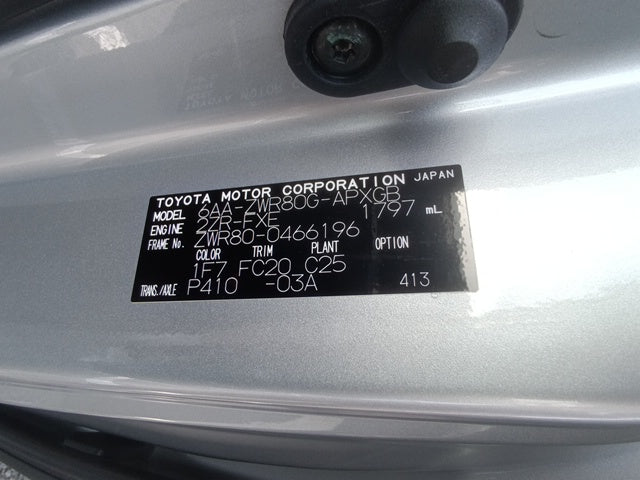 TOYOTA MOTOR CORPORATION JAPAN
MODEL 6AA-ZWR80G-APXGB
ENGINE 2ZR-FXE 1797 mL
FRAME No. ZWR80-0466196
COLOR TRIM PLANT OPTION
1F7 FC20 C25
TRANS./AXLE P410 -03A 413